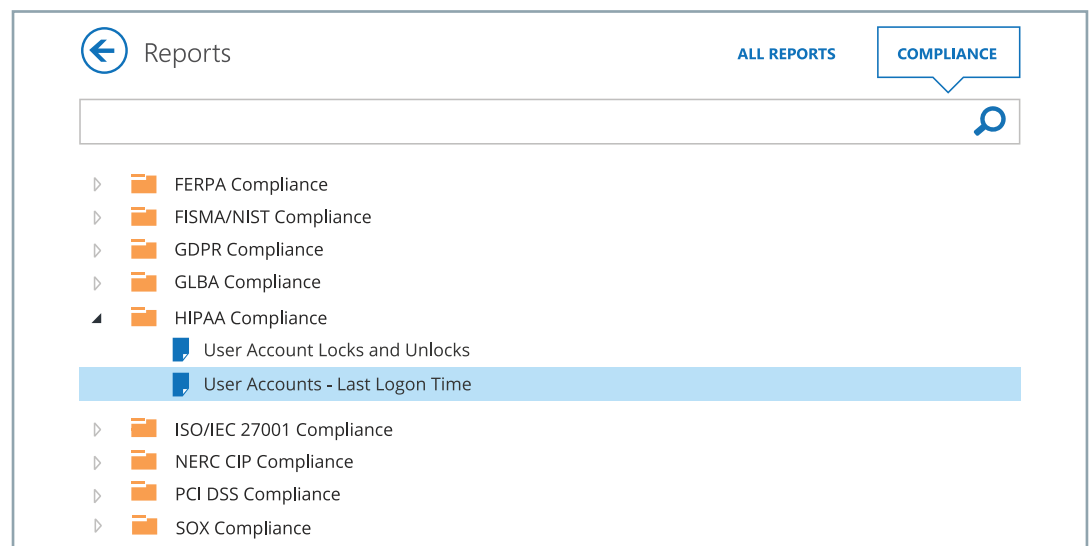 Reports
ALL REPORTS
COMPLIANCE
FERPA Compliance
FISMA/NIST Compliance
GDPR Compliance
GLBA Compliance
HIPAA Compliance
User Account Locks and Unlocks
User Accounts - Last Logon Time
ISO/IEC 27001 Compliance
NERC CIP Compliance
PCI DSS Compliance
SOX Compliance